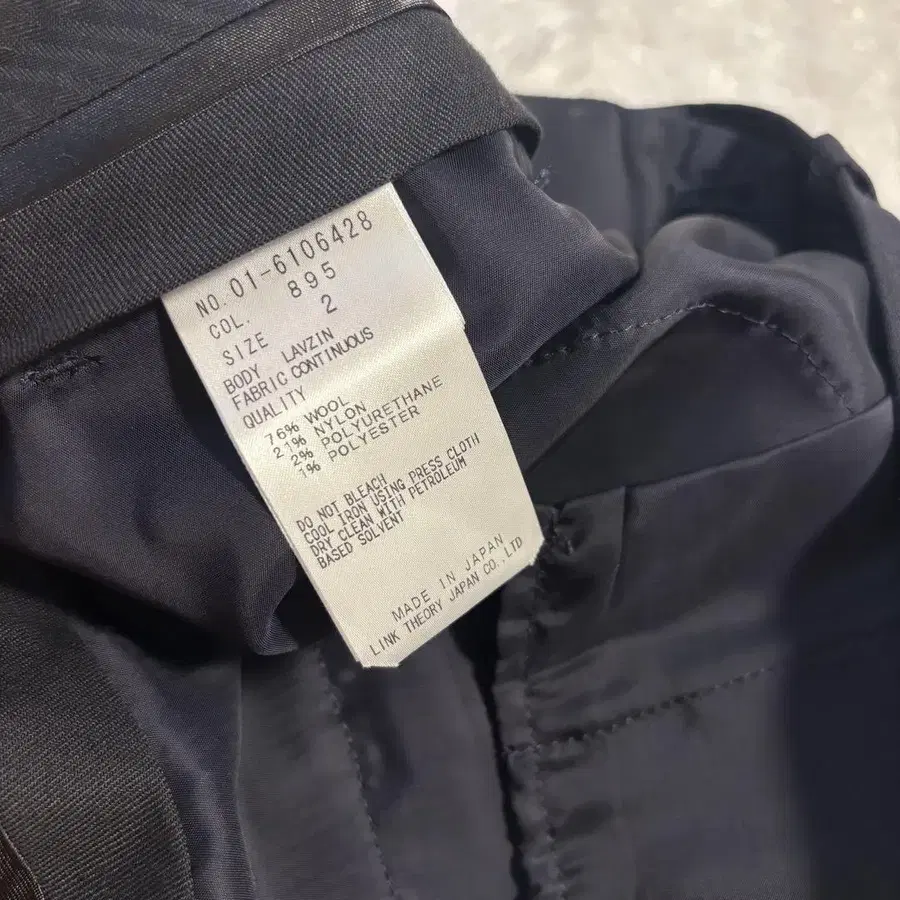 NO. 01-6106428
COL. 895
SIZE 2
BODY LAVZIN
FABRIC CONTINUOUS
QUALITY
76% WOOL
21% NYLON
2% POLYURETHANE
1% POLYESTER
DO NOT BLEACH
COOL IRON USING PRESS CLOTH
DRY CLEAN WITH PETROLEUM
BASED SOLVENT
MADE IN JAPAN
LINK THEORY JAPAN CO.,LTD